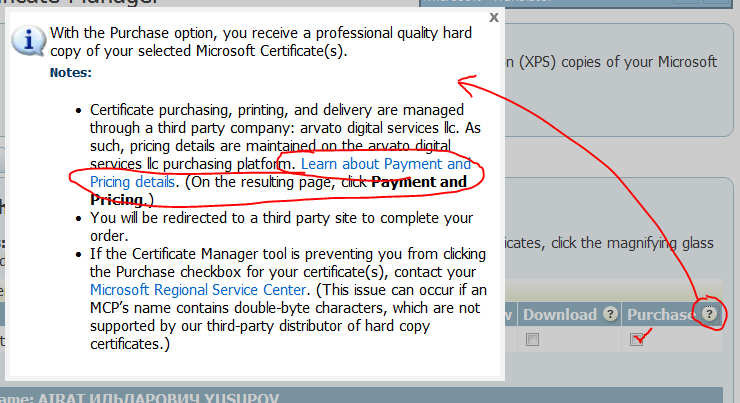 icate Manager
Microsoft® Translator
x
With the Purchase option, you receive a professional quality hard
copy of your selected Microsoft Certificate(s).
Notes:
n (XPS) copies of your Microsoft
• Certificate purchasing, printing, and delivery are managed
through a third party company: arvato digital services llc. As
such, pricing details are maintained on the arvato digital
services llc purchasing platform. Learn about Payment and
Pricing details. (On the resulting page, click Payment and
Pricing.)
• You will be redirected to a third party site to complete your
order.
• If the Certificate Manager tool is preventing you from clicking
icates, click the magnifying glass
the Purchase checkbox for your certificate(s), contact your
Microsoft Regional Service Center. (This issue can occur if an
MCP's name contains double-byte characters, which are not
supported by our third-party distributor of hard copy
certificates.)
w Download ? Purchase ?
ame: AIRAT ИЛЬДАРОВИЧ YUSUPOV